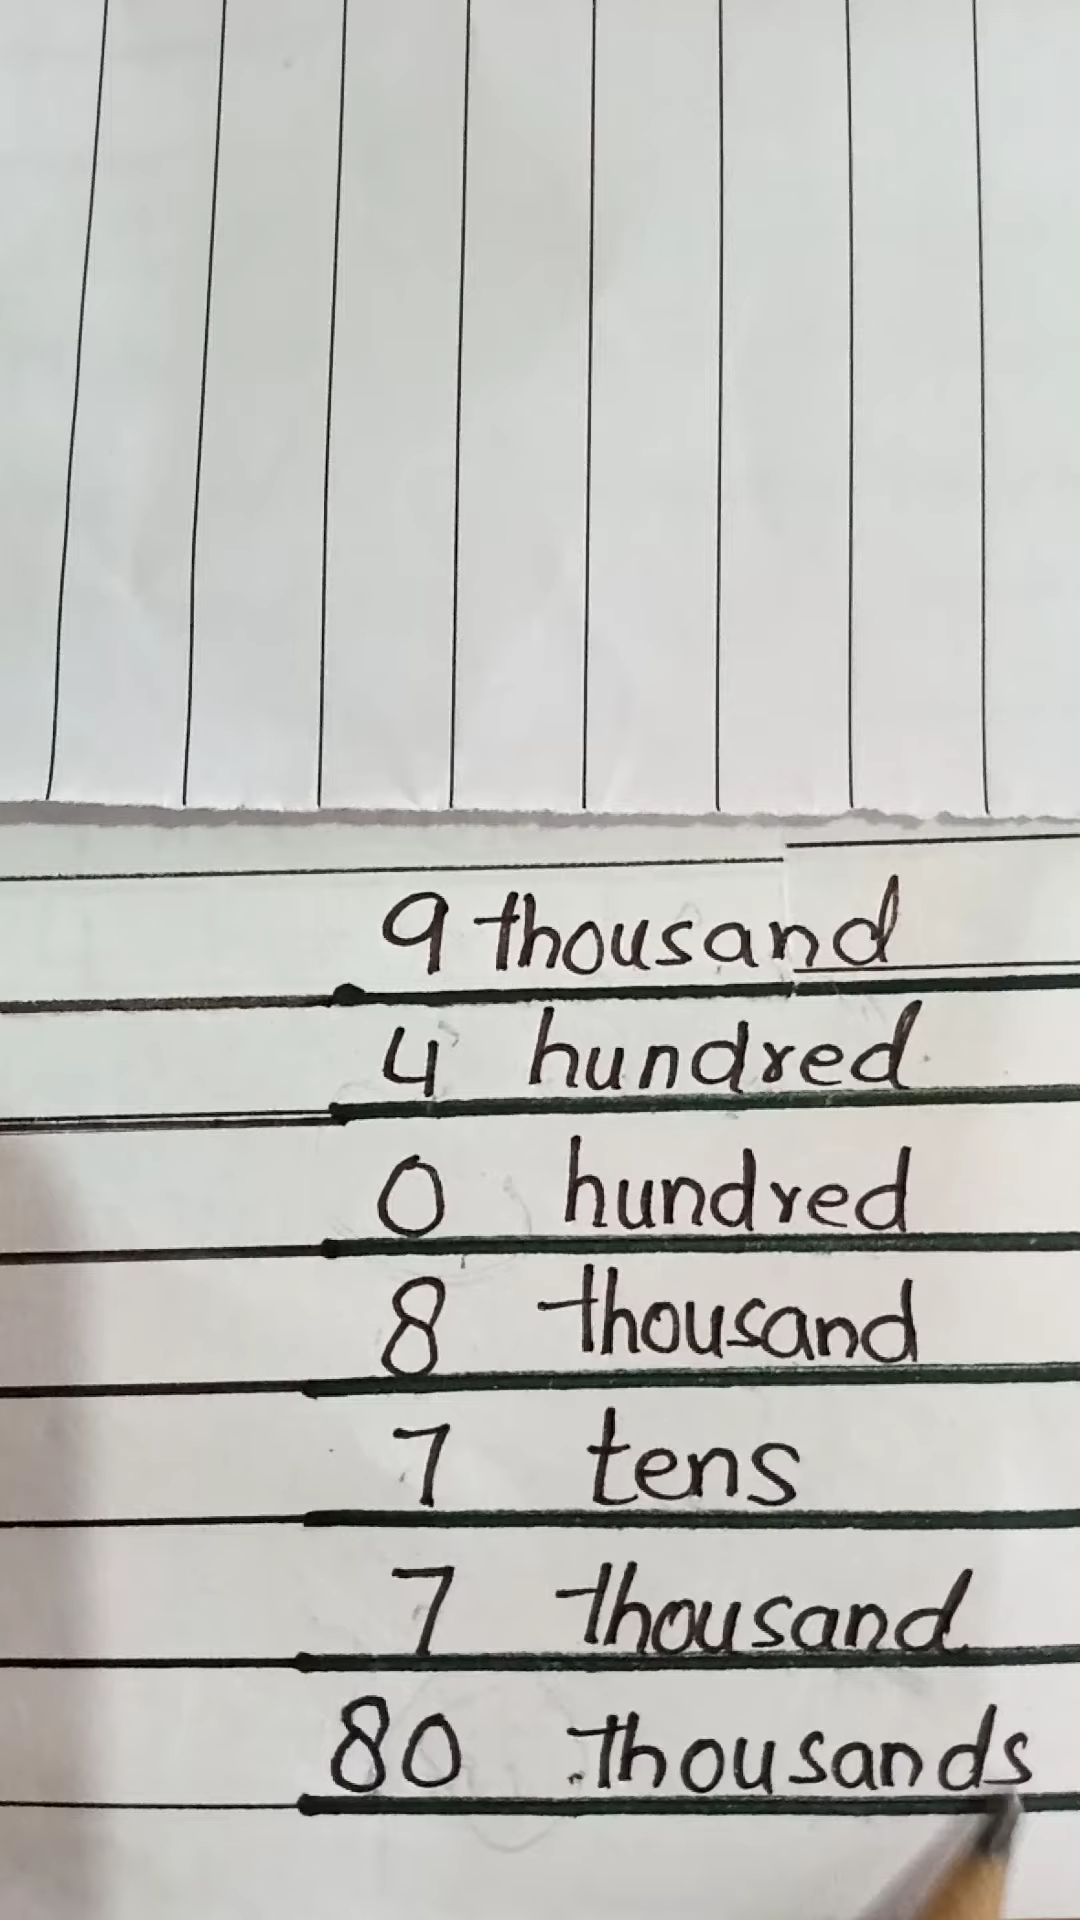 9 thousand
4 hundred
0 hundred
8 thousand
7 tens
7 thousand
80 thousands